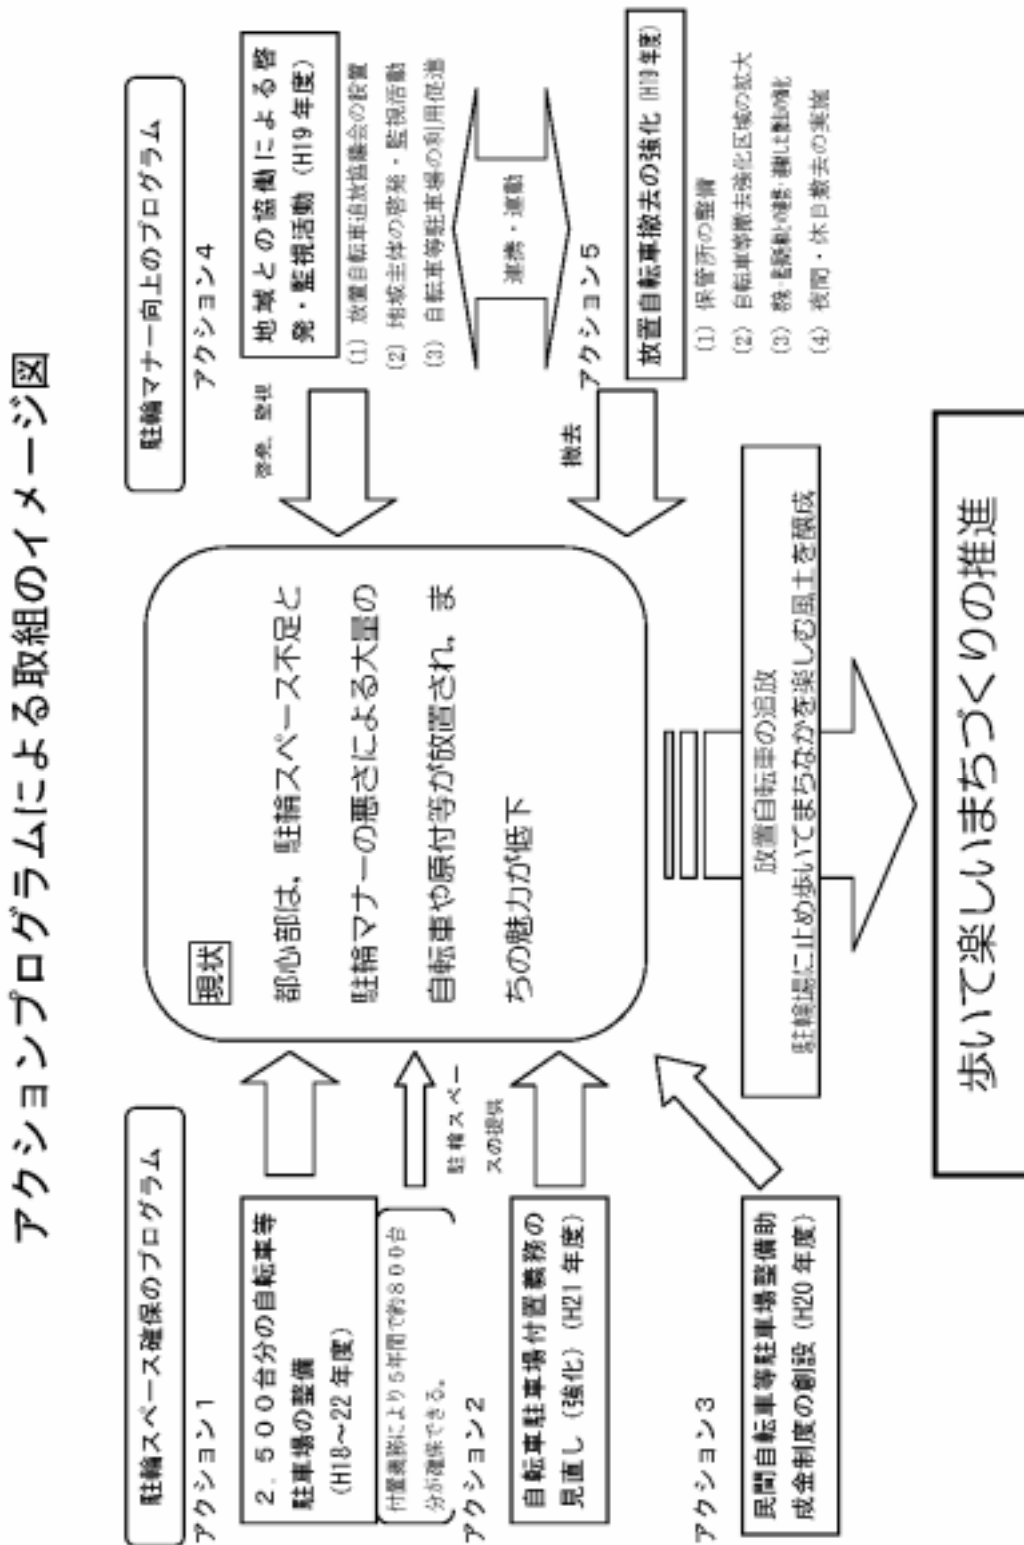 アクションプログラムによる取組のイメージ図
駐輪スペース確保のプログラム
アクション1
2.500台分の自転車等
駐車場の整備
(H18〜22年度)
付置義務により5年間で約800台
分が確保できる。
アクション2
自転車駐車場付置義務の
見直し(強化)(H21年度)
アクション3
民間自転車等駐車場整備助
成金制度の創設(H20年度)
駐輪スペー
スの提供
現状
都心部は,駐輪スペース不足と
駐輪マナーの悪さによる大量の
自転車や原付等が放置され,ま
ちの魅力が低下
駐輪マナー向上のプログラム
アクション4
地域との協働による啓
発・監視活動(H19年度)
(1) 放置自転車追放協議会の設置
(2) 地域主体の啓発・監視活動
(3) 自転車等駐車場の利用促進
啓発,監視
連携・連動
アクション5
放置自転車撤去の強化(H19年度)
(1) 保管所の整備
(2) 自転車等撤去強化区域の拡大
(3)
(4) 夜間・休日撤去の実施
撤去
放置自転車の追放
駐輪場に止め歩いてまちなかを楽しむ風土を醸成
歩いて楽しいまちづくりの推進